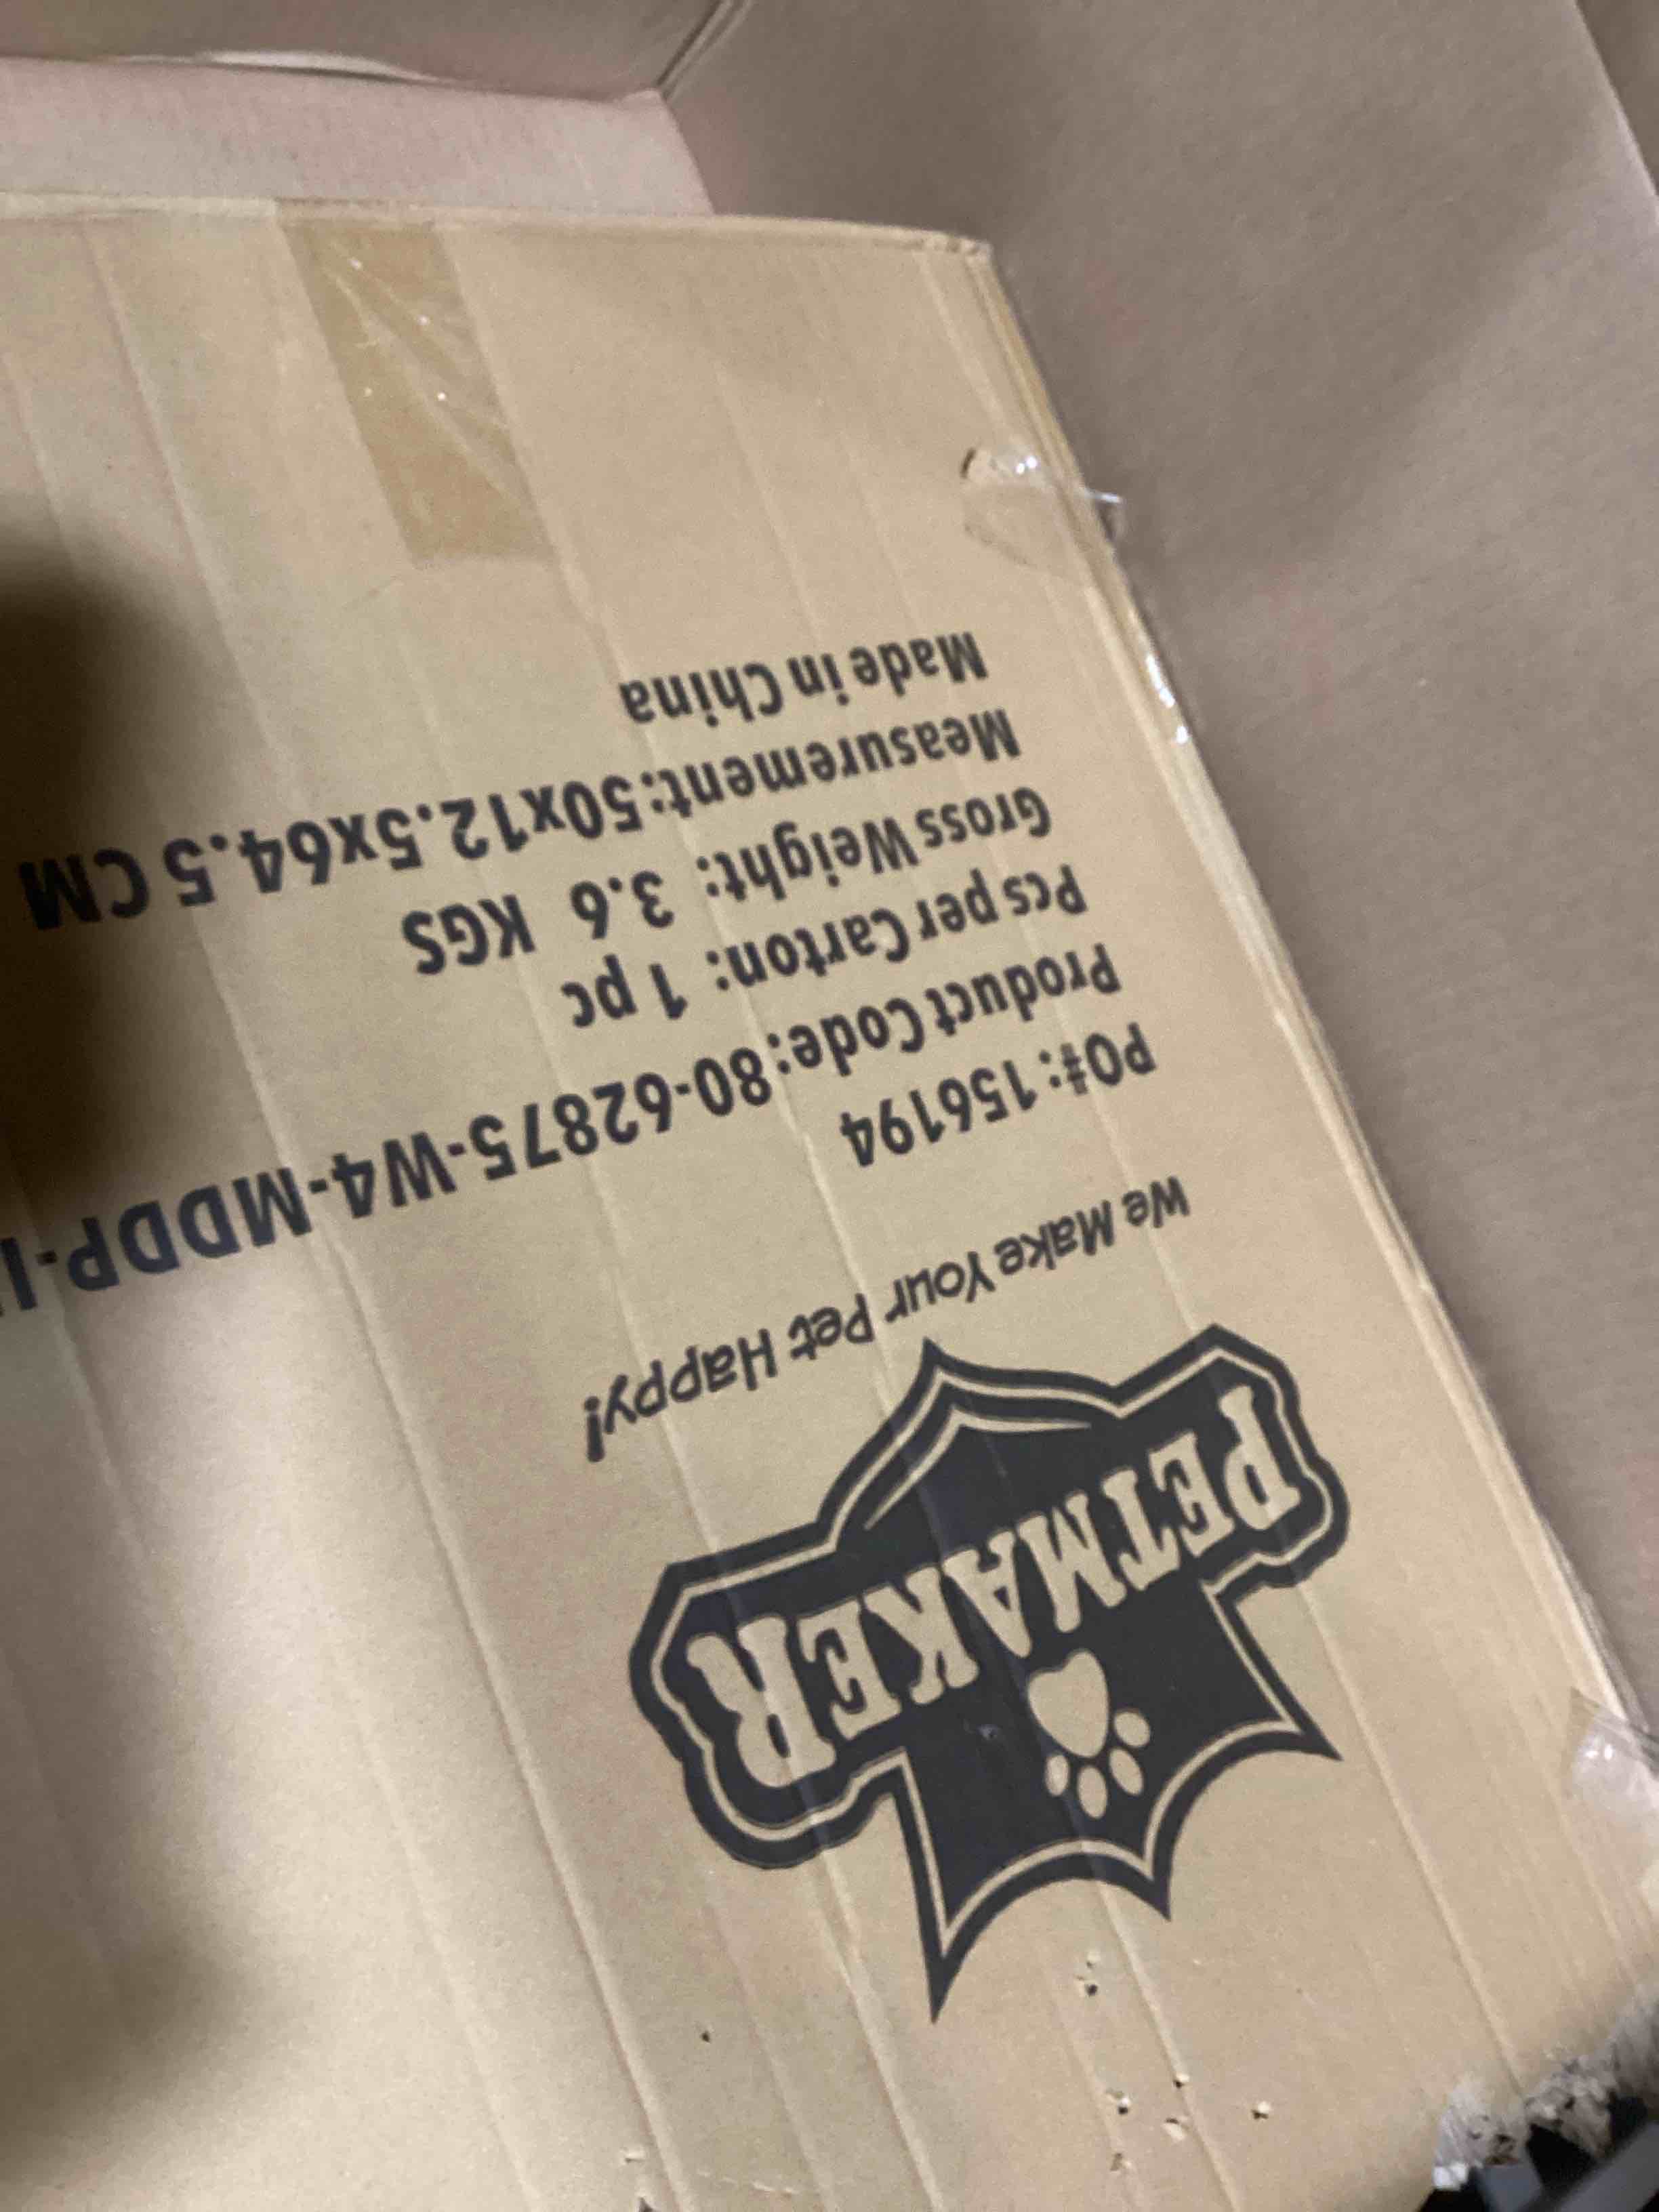 PETMAKER
We Make Your Pet Happy!
PO#:156194
Product Code:80-62875-W4-MDDP-
Pcs per Carton: 1 pc
Gross Weight: 3.6 KGS
Measurement:50x12.5x64.5 CM
Made in China